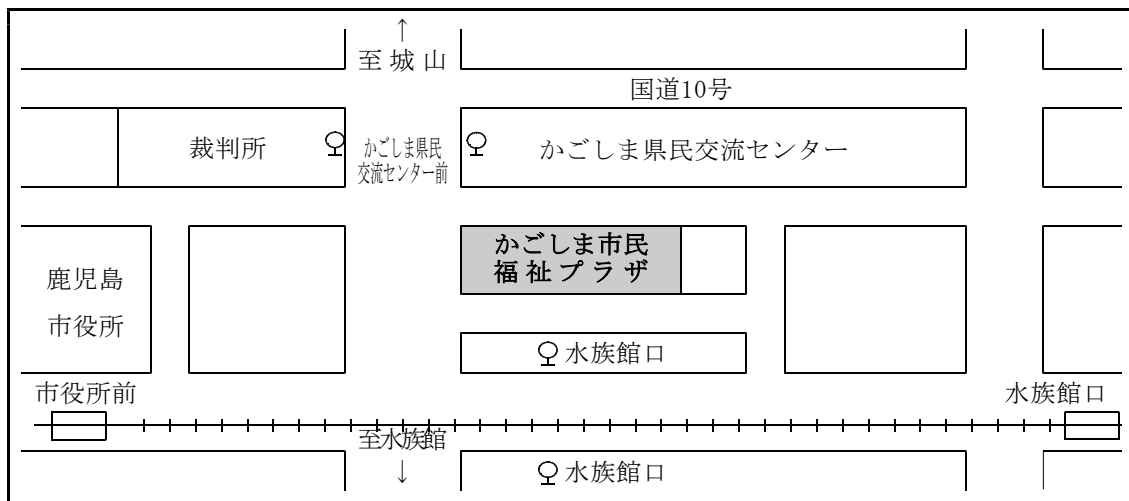 ↑
至城山
国道10号
裁判所
かごしま県民
交流センター前
かごしま県民交流センター
かごしま市民
福祉プラザ
鹿児島
市役所
水族館口
市役所前
水族館口
至水族館
↓
水族館口